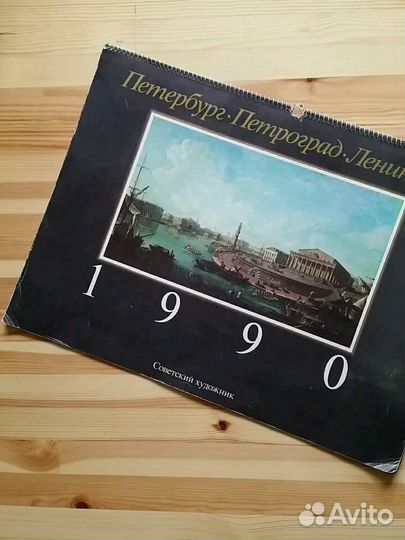 Петербург·Петроград·Ленин
1990
Советский художник
Avito